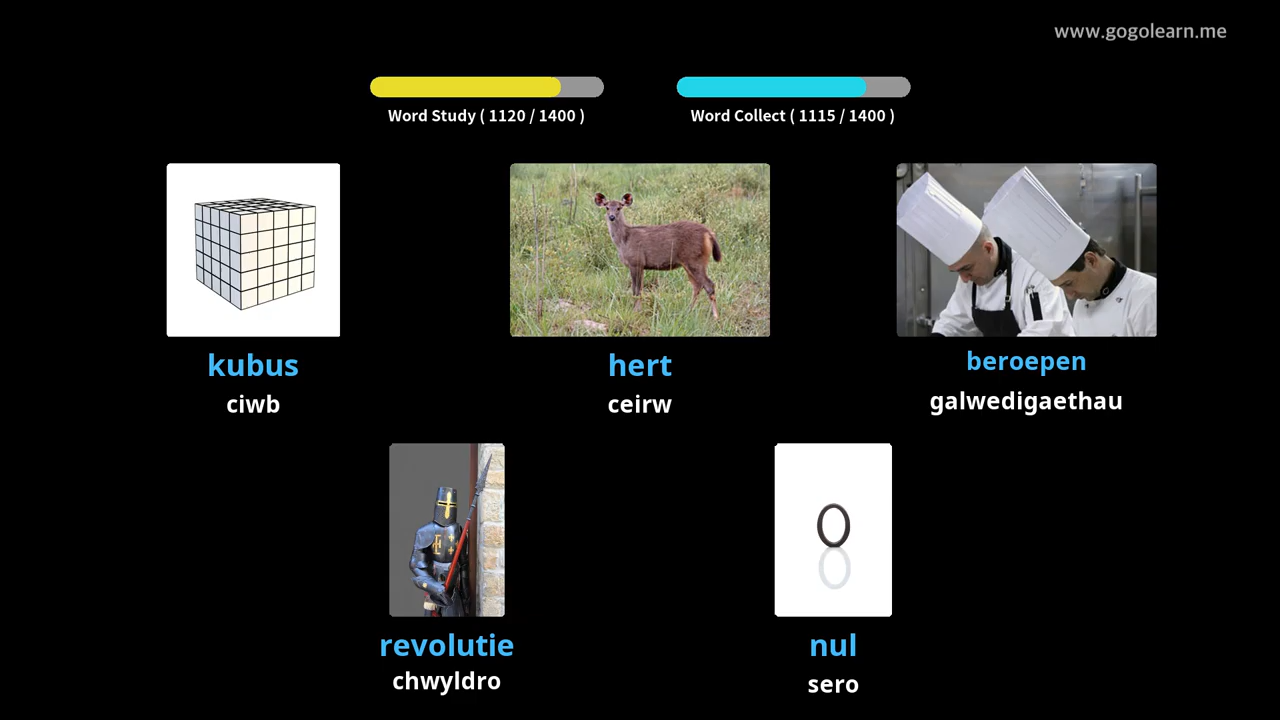 www.gogolearn.me
Word Study ( 1120 / 1400 )
Word Collect ( 1115 / 1400 )
kubus
ciwb
hert
ceirw
beroepen
galwedigaethau
revolutie
chwyldro
0
nul
sero